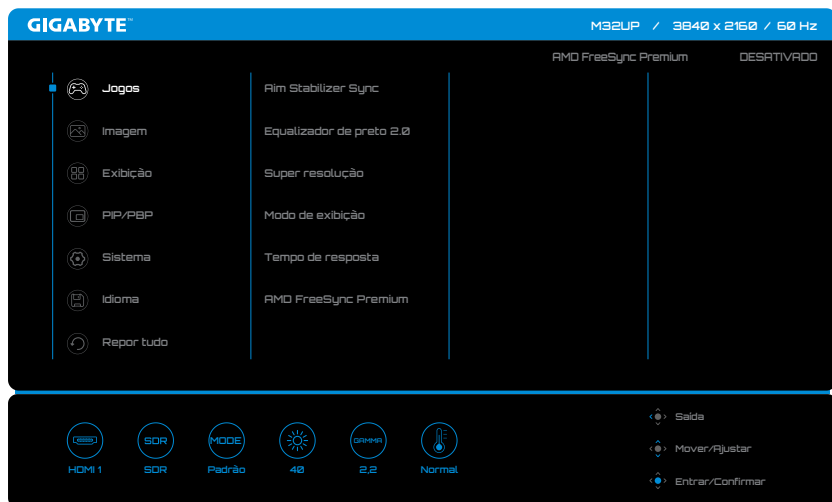 GIGABYTE™
M32UP / 3840 x 2160 / 60 Hz
AMD FreeSync Premium DESATIVADO
Jogos
Imagem
Exibição
PIP/PBP
Sistema
Idioma
Repor tudo
Aim Stabilizer Sync
Equalizador de preto 2.0
Super resolução
Modo de exibição
Tempo de resposta
AMD FreeSync Premium
SDR
MODE
GAMMA
HDMI 1
SDR
Padrão
40
2,2
Normal
Saída
Mover/Ajustar
Entrar/Confirmar